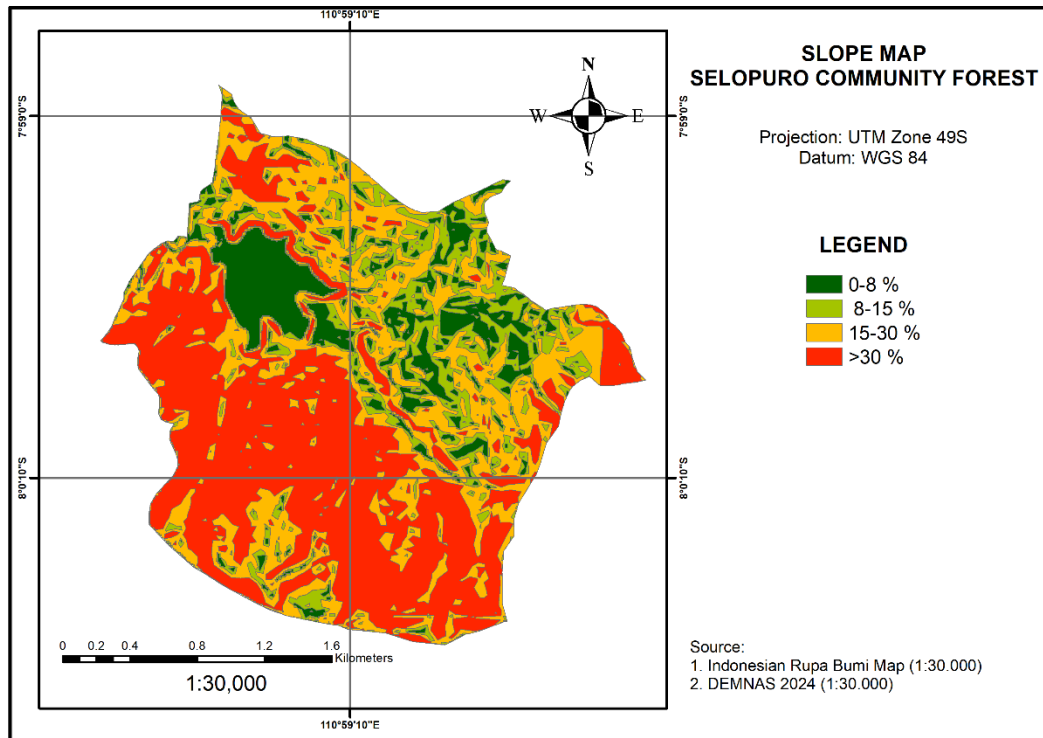 110°59'10"E
SLOPE MAP
SELOPURO COMMUNITY FOREST
N
W
E
S
7°59'0"S
7°59'0"S
Projection: UTM Zone 49S
Datum: WGS 84
LEGEND
0-8 %
8-15 %
15-30 %
>30 %
8°0'10"S
8°0'10"S
0 0.2 0.4 0.8 1.2 1.6
Kilometers
1:30,000
Source:
1. Indonesian Rupa Bumi Map (1:30.000)
2. DEMNAS 2024 (1:30.000)
110°59'10"E